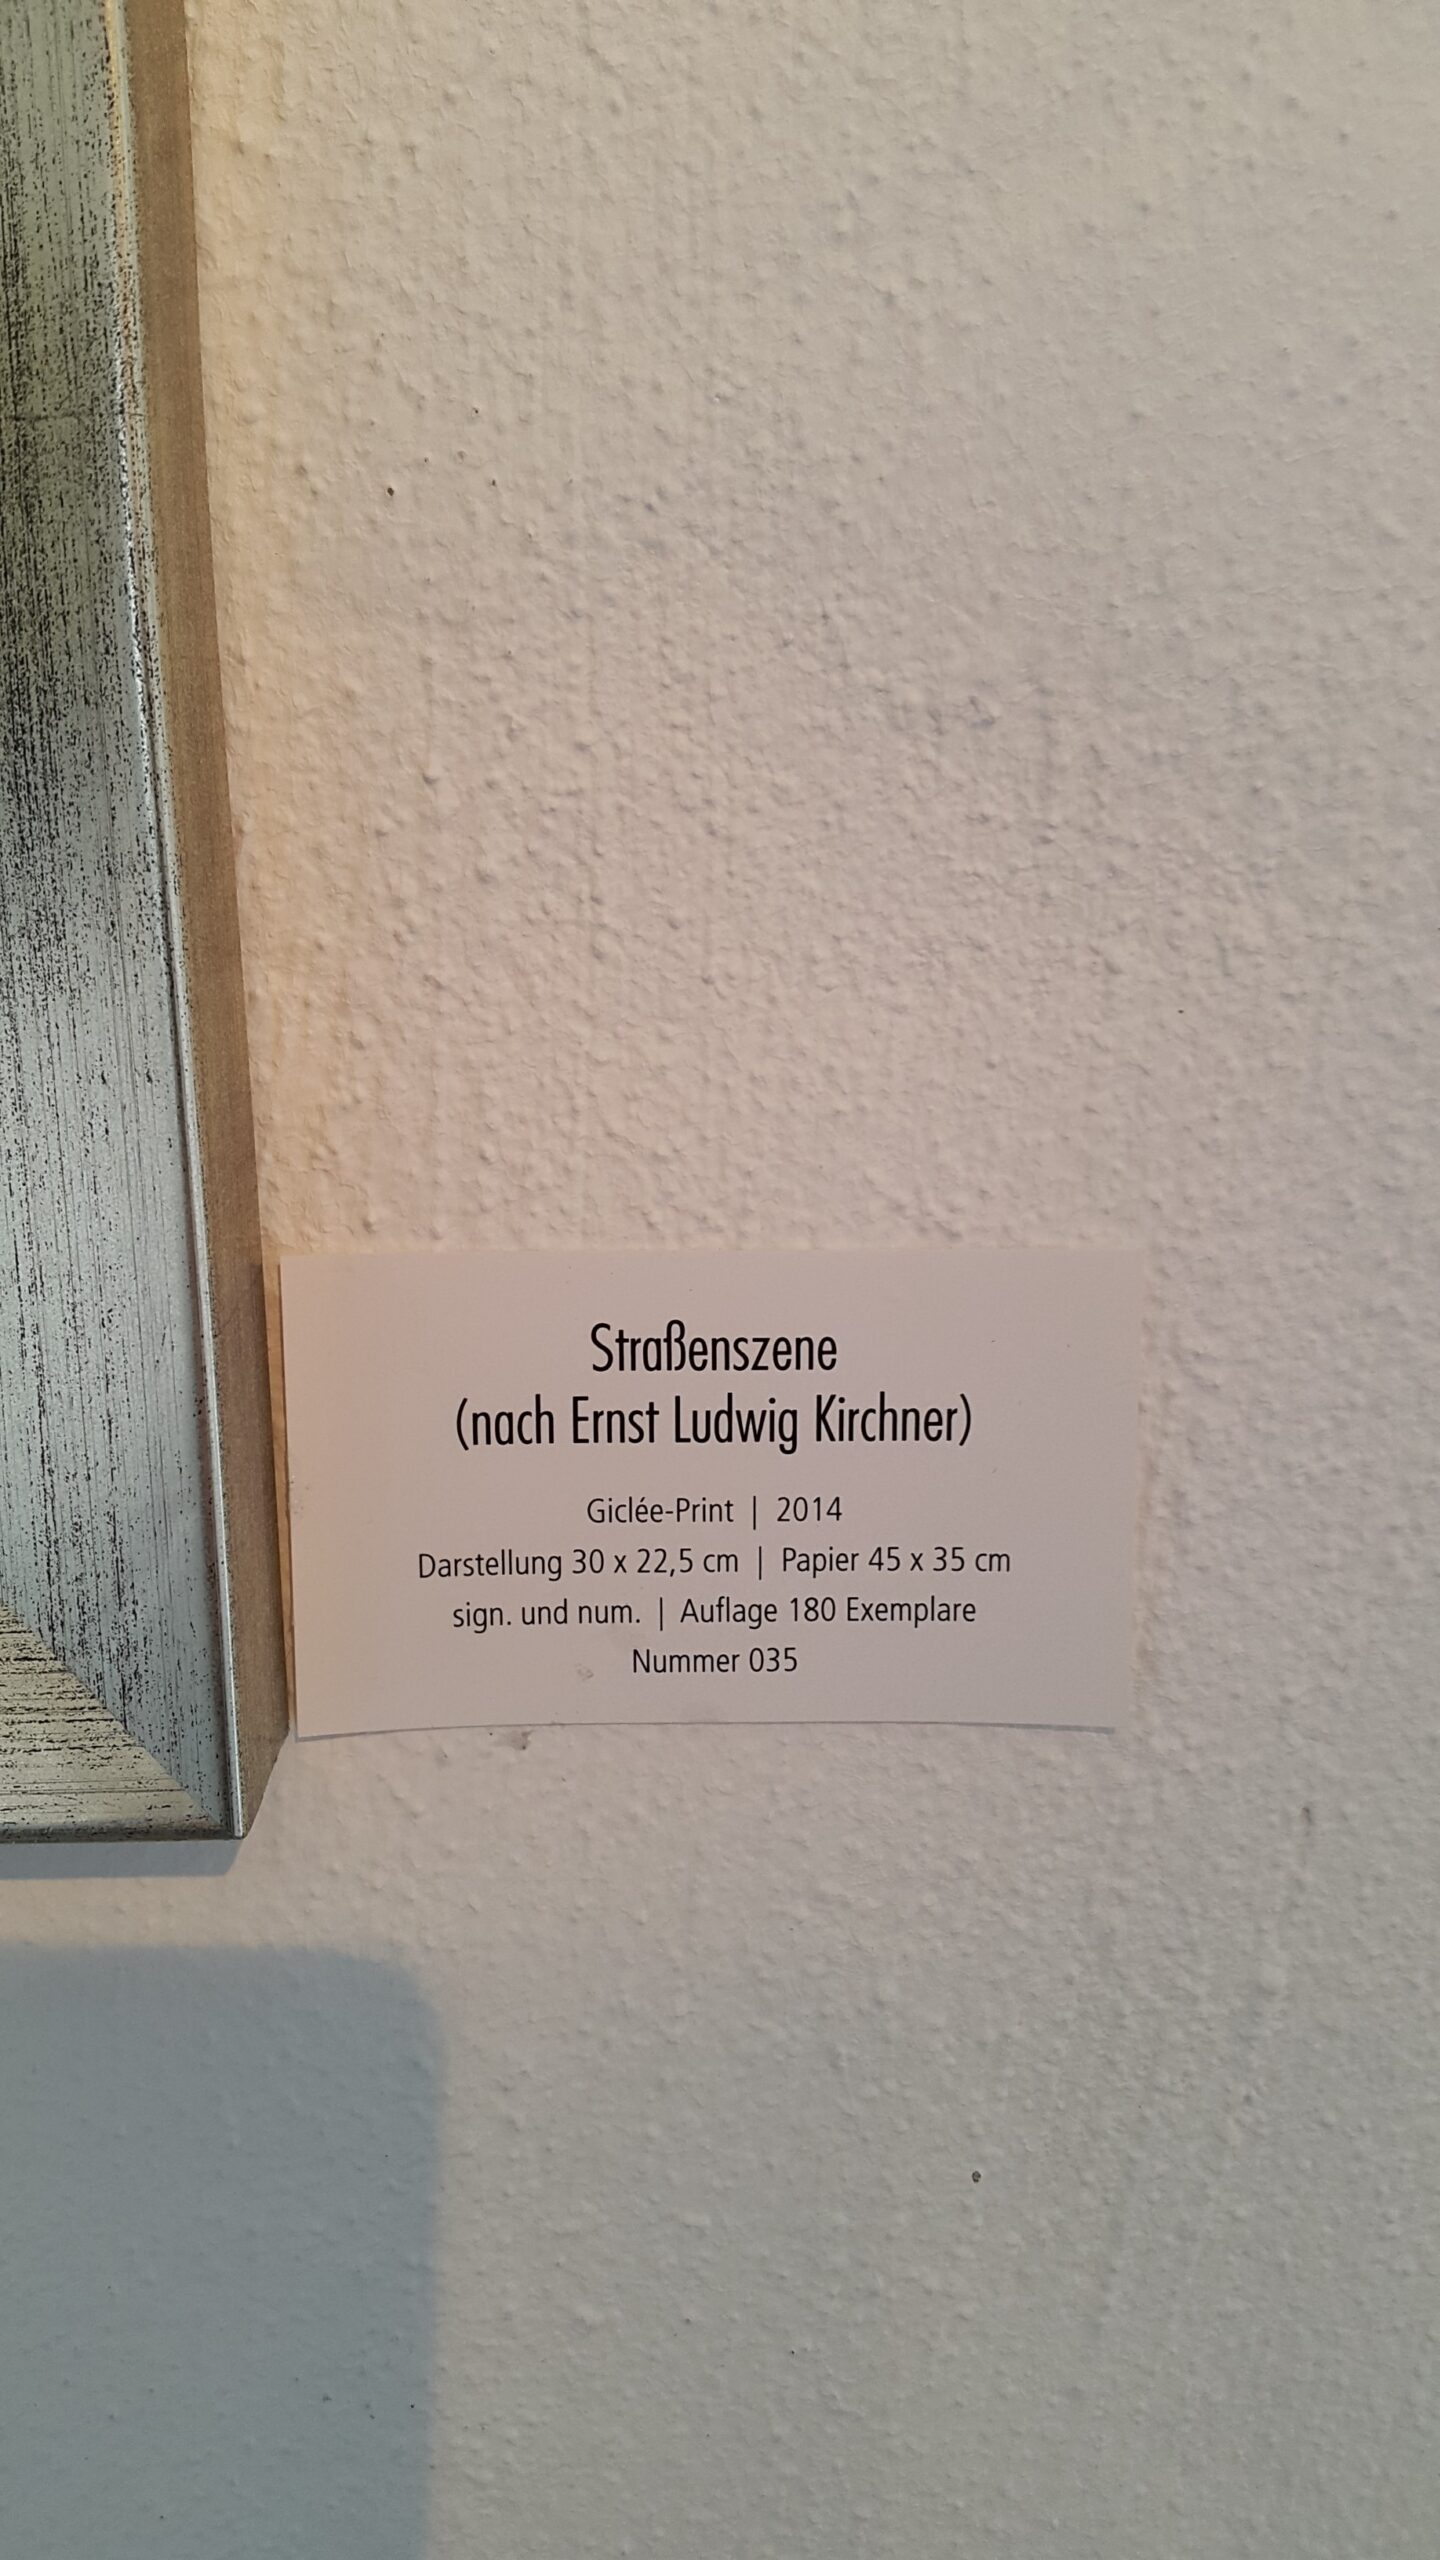 Straßenszene
(nach Ernst Ludwig Kirchner)
Giclée-Print | 2014
Darstellung 30 x 22,5 cm | Papier 45 x 35 cm
sign. und num. | Auflage 180 Exemplare
Nummer 035